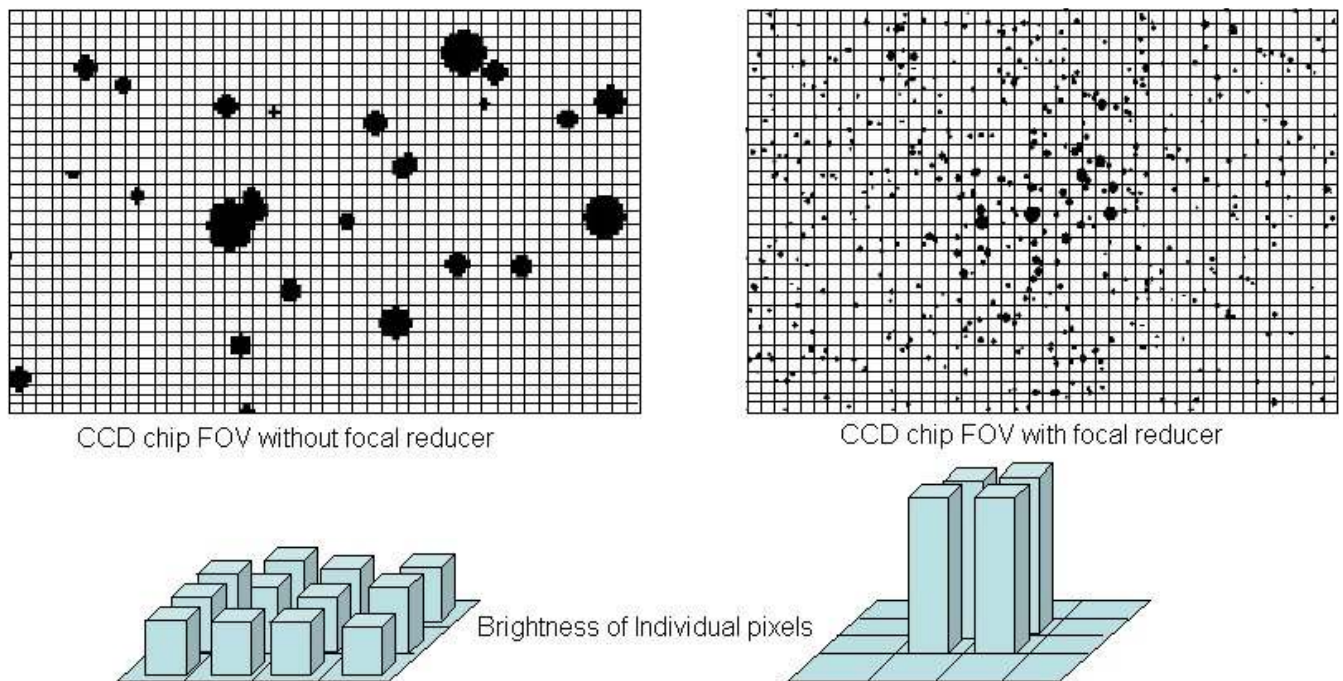 CCD chip FOV without focal reducer
CCD chip FOV with focal reducer
Brightness of Individual pixels